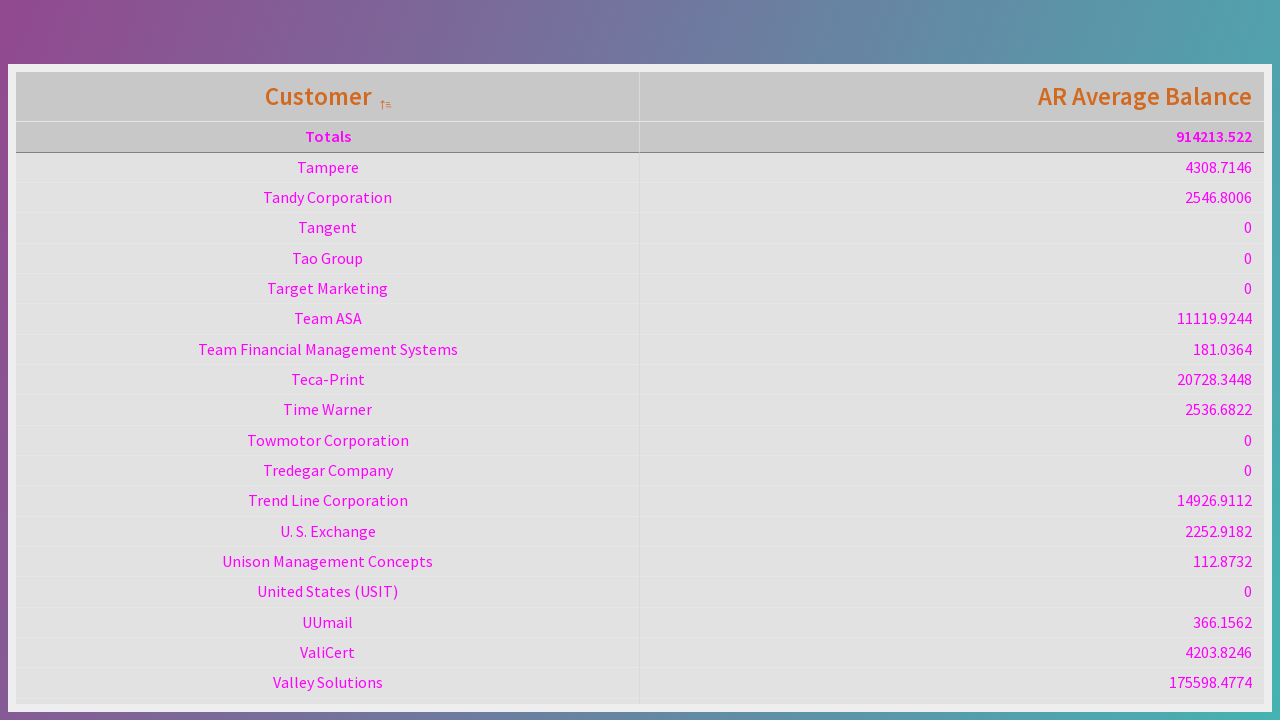 Customer AR Average Balance
Totals 914213.522
Tampere 4308.7146
Tandy Corporation 2546.8006
Tangent 0
Tao Group 0
Target Marketing 0
Team ASA 11119.9244
Team Financial Management Systems 181.0364
Teca-Print 20728.3448
Time Warner 2536.6822
Towmotor Corporation 0
Tredegar Company 0
Trend Line Corporation 14926.9112
U. S. Exchange 2252.9182
Unison Management Concepts 112.8732
United States (USIT) 0
UUmail 366.1562
ValiCert 4203.8246
Valley Solutions 175598.4774